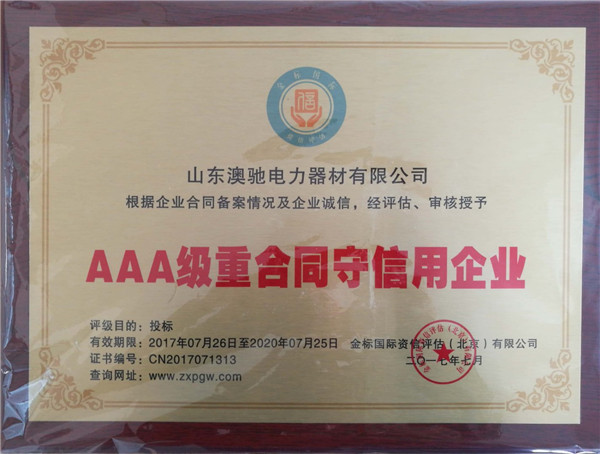 金标国际
信
山东澳驰电力器材有限公司
根据企业合同备案情况及企业诚信，经评估、审核授予
AAA级重合同守信用企业
评级目的：投标
有效期限：2017年07月26日至2020年07月25日 金标国际资信评估（北京）有限公司
证书编号：CN2017071313 二〇一七年七月
查询网址：www.zxpgw.com